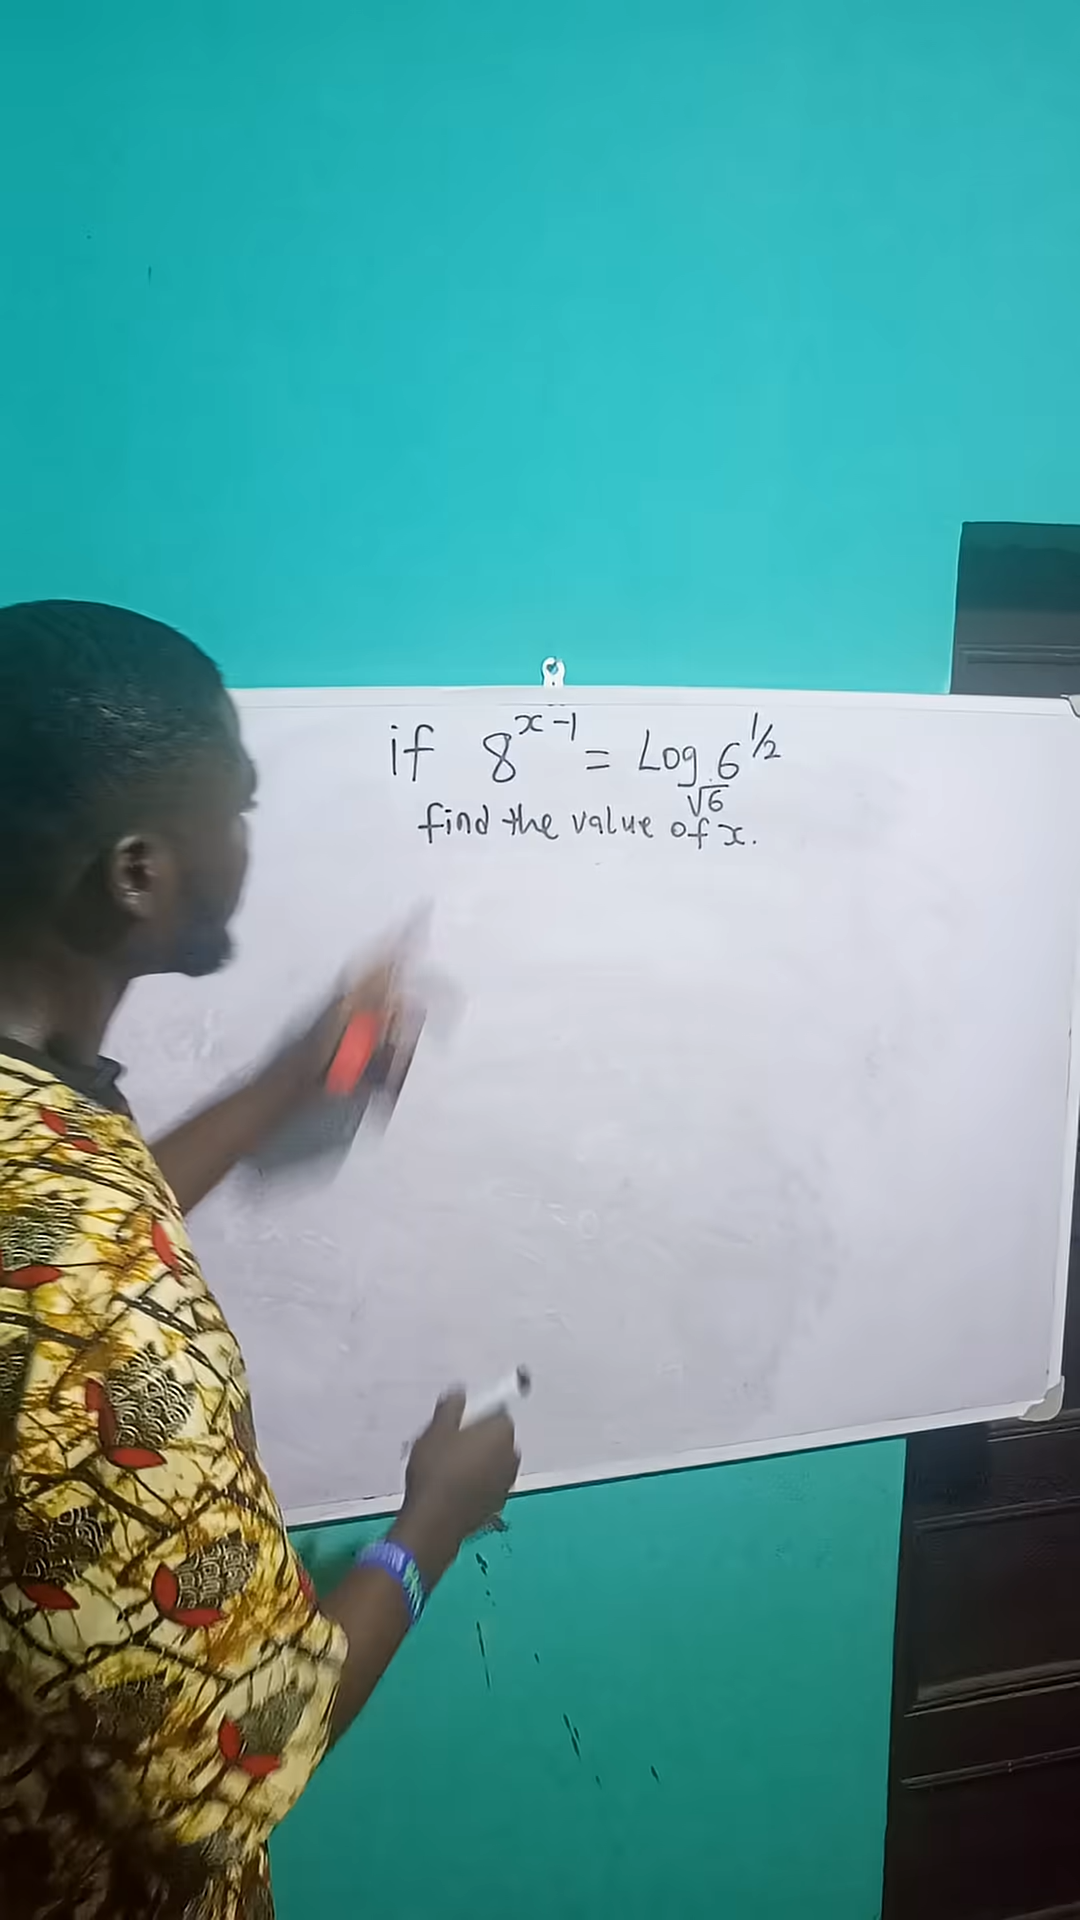 if 8^{x-1} = Log_{√6} 6^{1/2}
find the value of x.